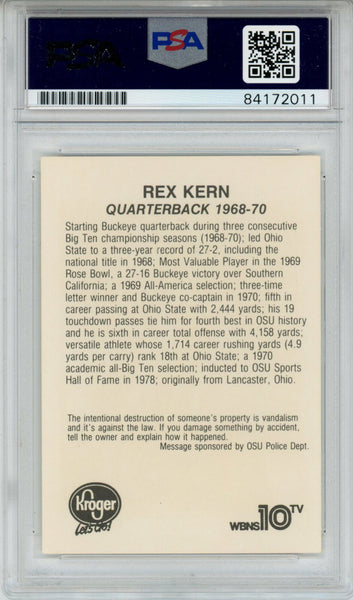 PSA
PSA
84172011
REX KERN
QUARTERBACK 1968-70
Starting Buckeye quarterback during three consecutive
Big Ten championship seasons (1968-70); led Ohio
State to a three-year record of 27-2, including the
national title in 1968; Most Valuable Player in the 1969
Rose Bowl, a 27-16 Buckeye victory over Southern
California; a 1969 All-America selection; three-time
letter winner and Buckeye co-captain in 1970; fifth in
career passing at Ohio State with 2,444 yards; his 19
touchdown passes tie him for fourth best in OSU history
and he is sixth in career total offense with 4,158 yards;
versatile athlete whose 1,714 career rushing yards (4.9
yards per carry) rank 18th at Ohio State; a 1970
academic all-Big Ten selection; inducted to OSU Sports
Hall of Fame in 1978; originally from Lancaster, Ohio.
The intentional destruction of someone's property is vandalism
and it's against the law. If you damage something by accident,
tell the owner and explain how it happened.
Message sponsored by OSU Police Dept.
Kroger
Let's Go!
WBNS 10 TV